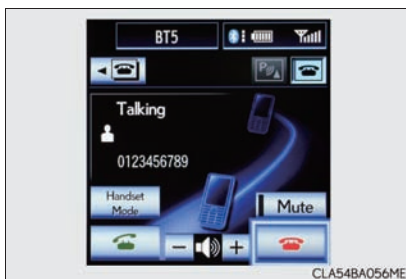 BT5
P
Talking
0123456789
Handset
Mode
Mute
− +
CLA54BA056ME